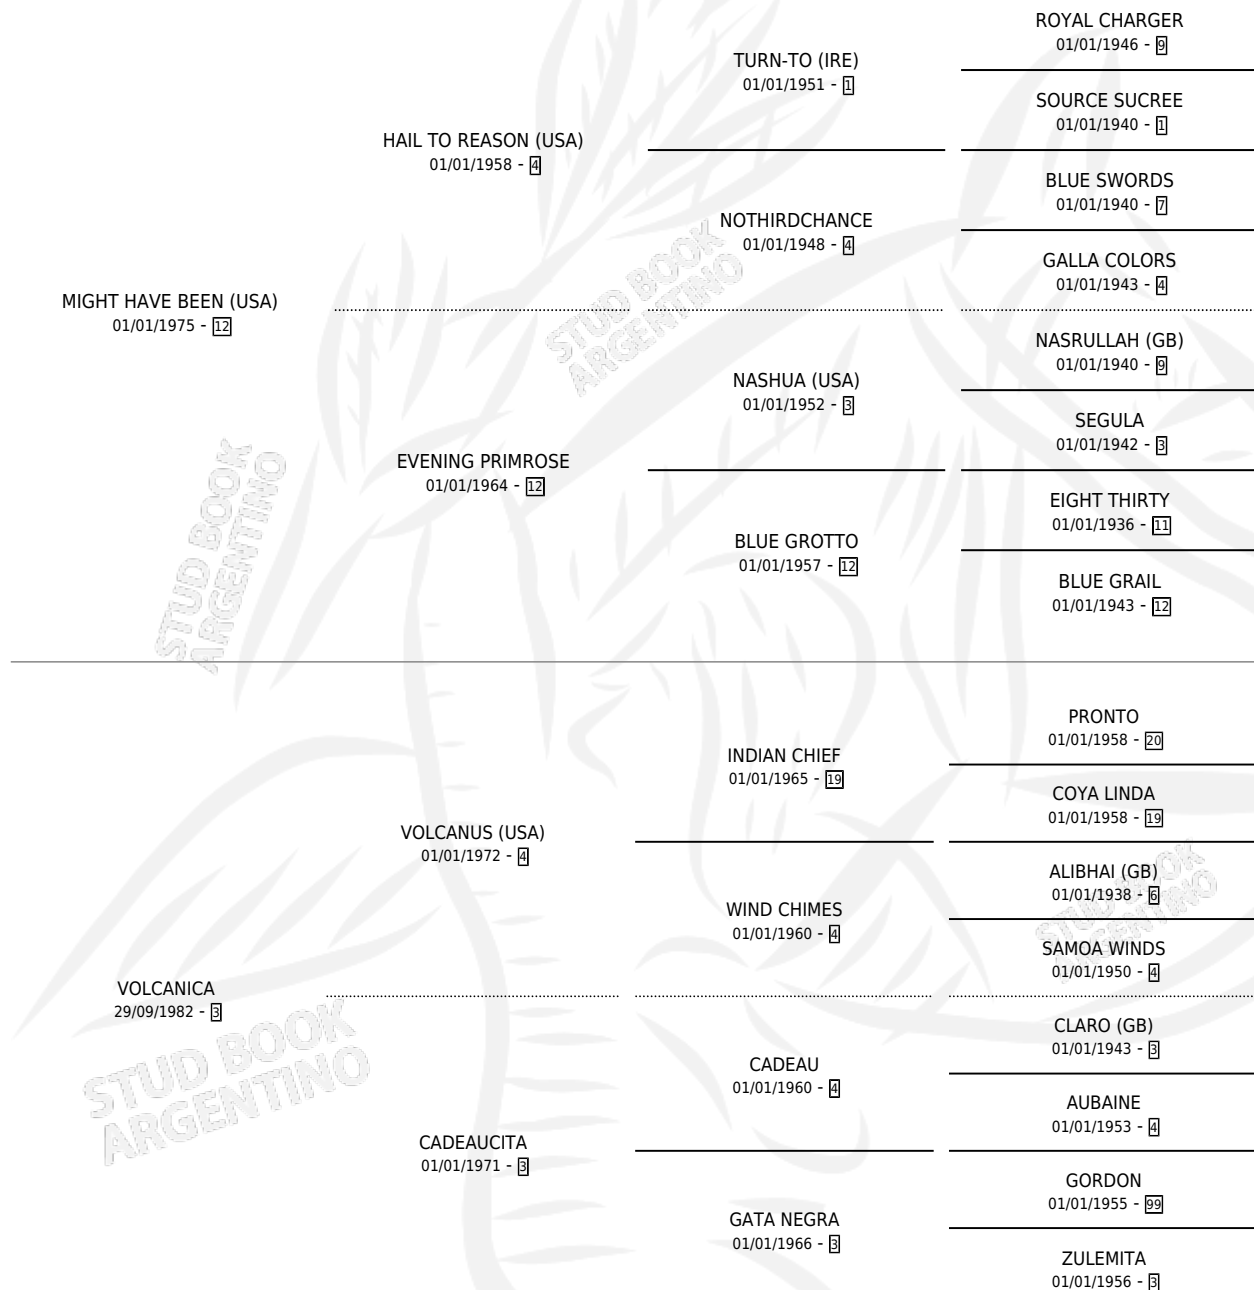 ROYAL CHARGER
01/01/1946 - 9
TURN-TO (IRE)
01/01/1951 - 1
SOURCE SUCREE
01/01/1940 - 1
HAIL TO REASON (USA)
01/01/1958 - 4
BLUE SWORDS
01/01/1940 - 7
NOTHIRDCHANCE
01/01/1948 - 4
GALLA COLORS
01/01/1943 - 4
MIGHT HAVE BEEN (USA)
01/01/1975 - 12
STUD BOOK
ARGENTINO
NASRULLAH (GB)
01/01/1940 - 9
NASHUA (USA)
01/01/1952 - 3
SEGULA
01/01/1942 - 3
EVENING PRIMROSE
01/01/1964 - 12
EIGHT THIRTY
01/01/1936 - 11
BLUE GROTTO
01/01/1957 - 12
BLUE GRAIL
01/01/1943 - 12
STUD BOOK
ARGENTINO
PRONTO
01/01/1958 - 20
INDIAN CHIEF
01/01/1965 - 19
COYA LINDA
01/01/1958 - 19
VOLCANUS (USA)
01/01/1972 - 4
ALIBHAI (GB)
01/01/1938 - 6
WIND CHIMES
01/01/1960 - 4
SAMOA WINDS
01/01/1950 - 4
STUD BOOK
ARGENTINO
VOLCANICA
29/09/1982 - 3
CLARO (GB)
01/01/1943 - 3
CADEAU
01/01/1960 - 4
AUBAINE
01/01/1953 - 4
STUD BOOK
ARGENTINO
CADEAUCITA
01/01/1971 - 3
GORDON
01/01/1955 - 99
GATA NEGRA
01/01/1966 - 3
ZULEMITA
01/01/1956 - 3